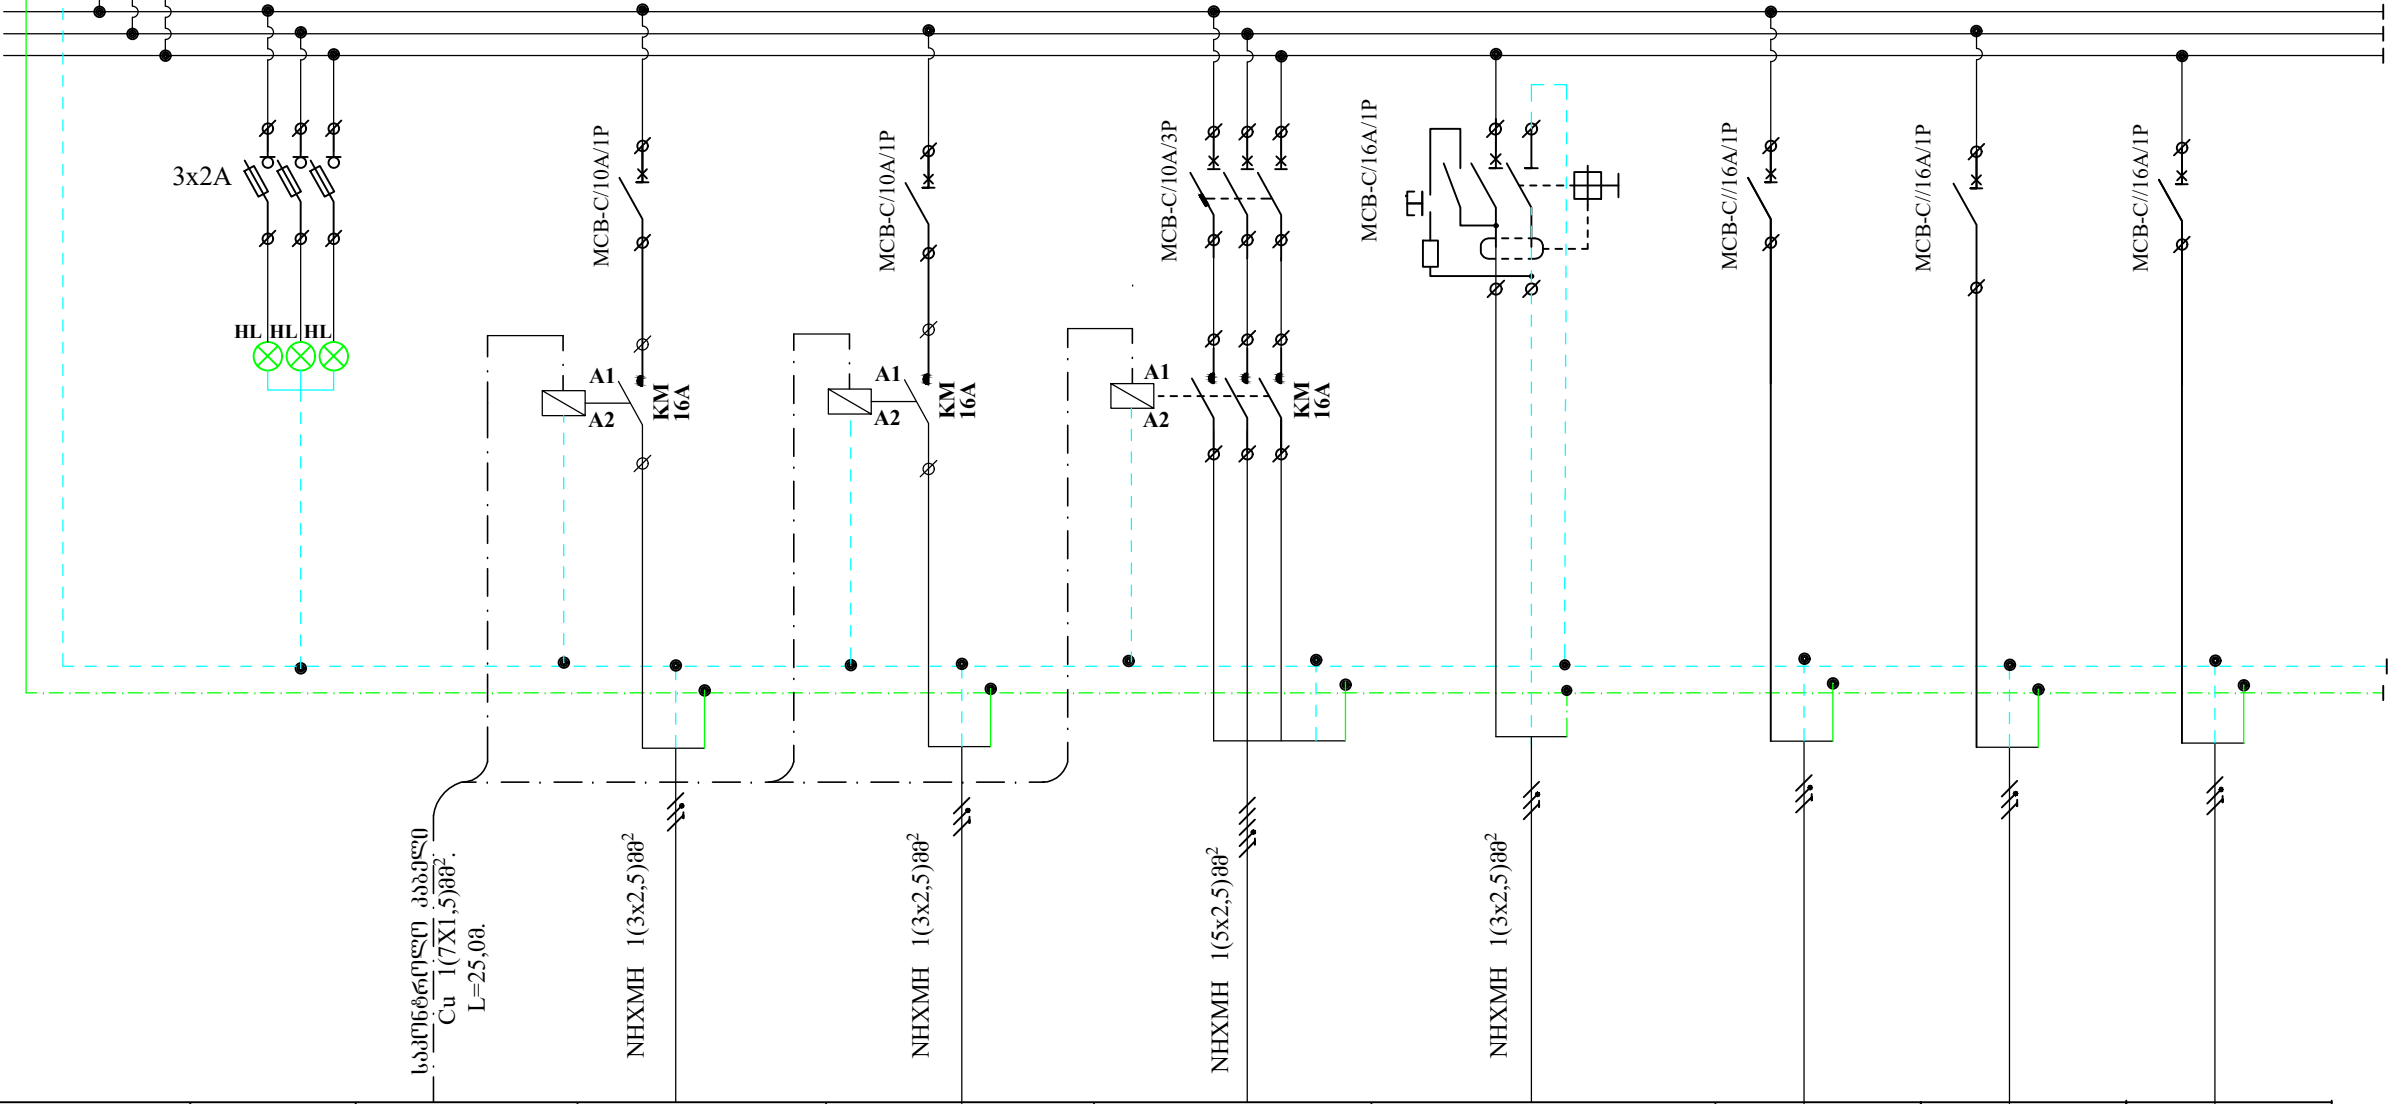 3x2A
HL HL HL
MCB-C/10A/1P
A1
A2
KM
16A
MCB-C/10A/1P
A1
A2
KM
16A
MCB-C/10A/3P
A1
A2
KM
16A
MCB-C/16A/1P
MCB-C//16A/1P
MCB-C//16A/1P
MCB-C//16A/1P
საკონტროლო კაბელი
Cu 1(7X1,5)მმ².
L=25,0მ.
NHXMH 1(3x2,5)მმ²
NHXMH 1(3x2,5)მმ²
NHXMH 1(5x2,5)მმ²
NHXMH 1(3x2,5)მმ²